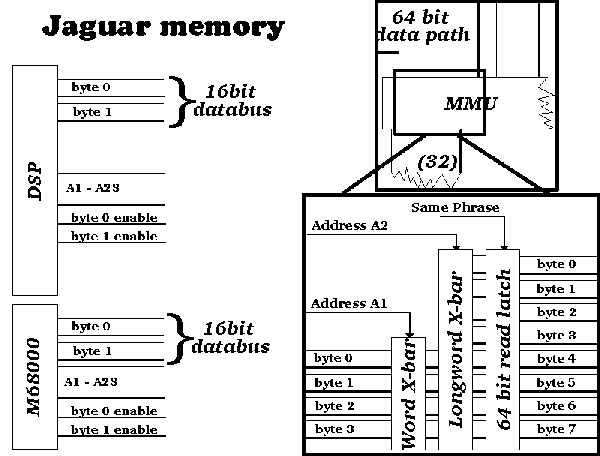 Jaguar memory
DSP
byte 0
byte 1
16bit
databus
A1 - A23
byte 0 enable
byte 1 enable
M68000
byte 0
byte 1
16bit
databus
A1 - A23
byte 0 enable
byte 1 enable
64 bit
data path
MMU
(32)
Same Phrase
Address A2
Address A1
Word X-bar
Longword X-bar
64 bit read latch
byte 0
byte 1
byte 2
byte 3
byte 0
byte 1
byte 2
byte 3
byte 4
byte 5
byte 6
byte 7